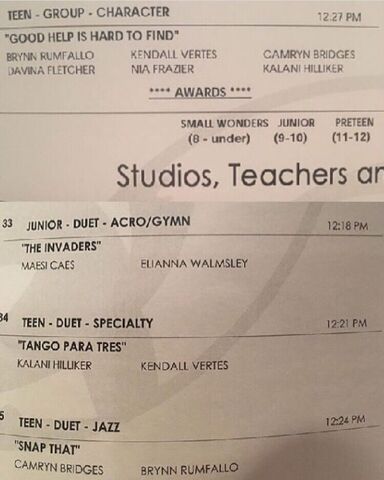 TEEN - GROUP - CHARACTER 12:27 PM
"GOOD HELP IS HARD TO FIND"
BRYNN RUMFALLO KENDALL VERTES CAMRYN BRIDGES
DAVINA FLETCHER NIA FRAZIER KALANI HILLIKER
**** AWARDS ****
SMALL WONDERS JUNIOR PRETEEN
(8 - under) (9-10) (11-12)
Studios, Teachers an
33 JUNIOR - DUET - ACRO/GYMN 12:18 PM
"THE INVADERS"
MAESI CAES ELIANNA WALMSLEY
34 TEEN - DUET - SPECIALTY 12:21 PM
"TANGO PARA TRES"
KALANI HILLIKER KENDALL VERTES
5 TEEN - DUET - JAZZ 12:24 PM
"SNAP THAT"
CAMRYN BRIDGES BRYNN RUMFALLO